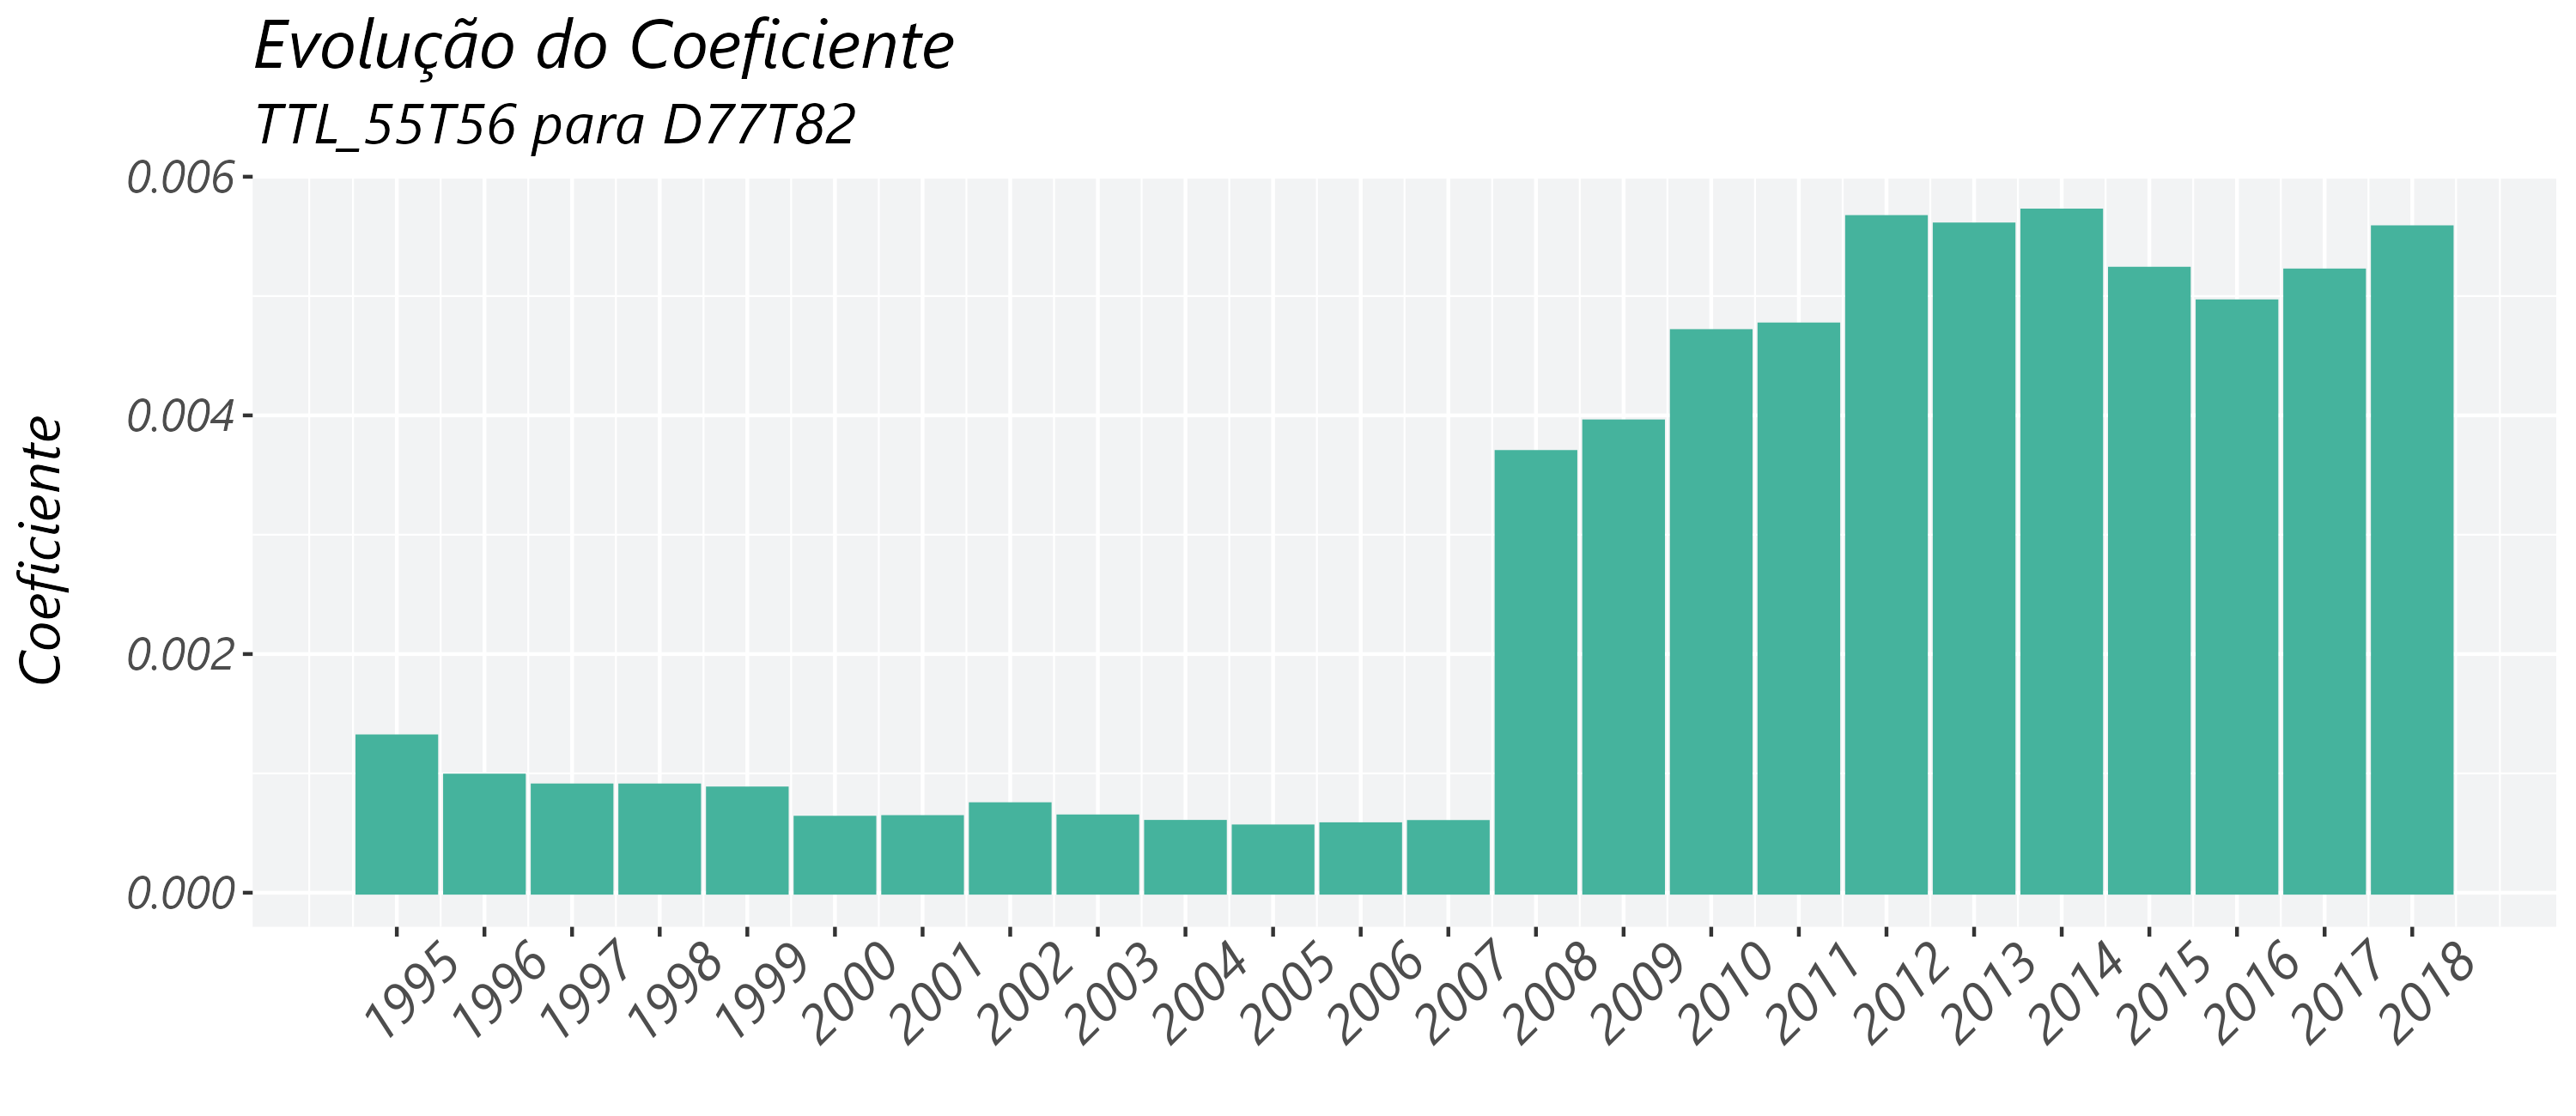 Evolução do Coeficiente
TTL_55T56 para D77T82
Coeficiente
0.006
0.004
0.002
0.000
1995 1996 1997 1998 1999 2000 2001 2002 2003 2004 2005 2006 2007 2008 2009 2010 2011 2012 2013 2014 2015 2016 2017 2018